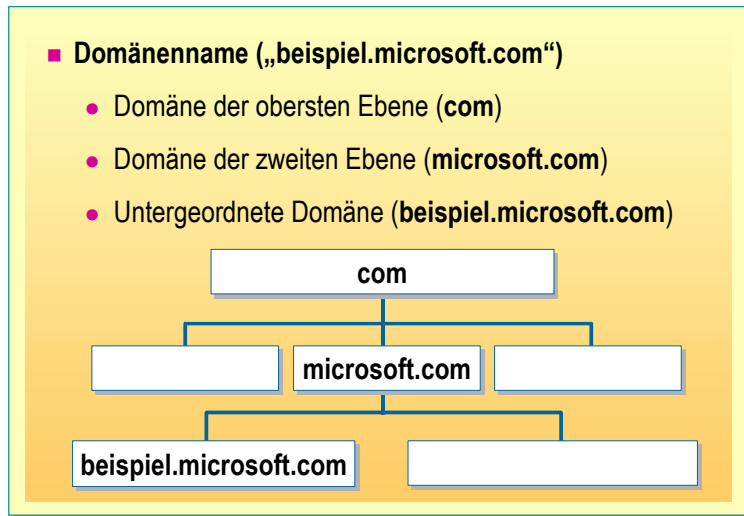 Domänenname („beispiel.microsoft.com“)
Domäne der obersten Ebene (com)
Domäne der zweiten Ebene (microsoft.com)
Untergeordnete Domäne (beispiel.microsoft.com)
com
microsoft.com
beispiel.microsoft.com